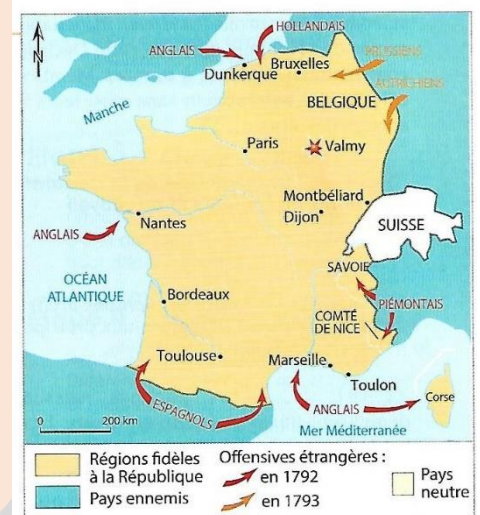 N
HOLLANDAIS
ANGLAIS
PRUSSIENS
Dunkerque
Bruxelles
AUTRICHIENS
BELGIQUE
Manche
Paris
Valmy
Montbéliard
Dijon
SUISSE
ANGLAIS
Nantes
SAVOIE
OCÉAN
ATLANTIQUE
PIÉMONTAIS
Bordeaux
COMTÉ
DE NICE
Toulouse
Marseille
Toulon
Corse
ESPAGNOLS
ANGLAIS
0 200 km
Mer Méditerranée
Régions fidèles
à la République
Pays ennemis
Offensives étrangères :
en 1792
en 1793
Pays
neutre